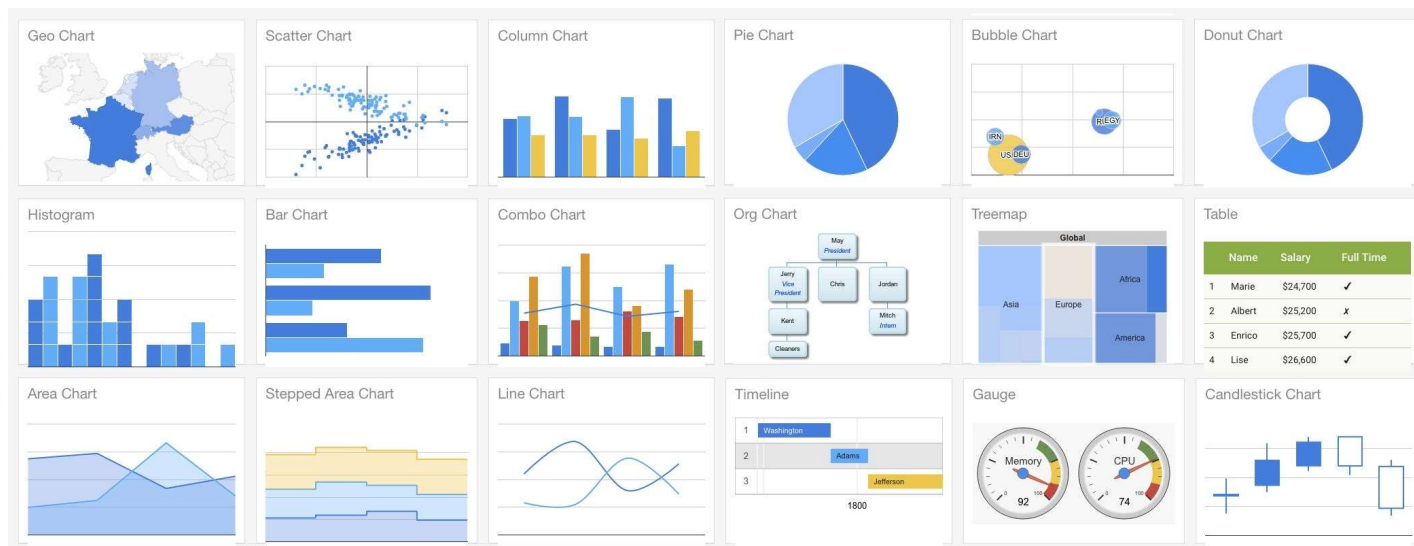 Geo Chart
Scatter Chart
Column Chart
Pie Chart
Bubble Chart
IRN
US
DEU
EGY
Donut Chart
Histogram
Bar Chart
Combo Chart
Org Chart
May
President
Jerry
Vice
President
Chris
Jordan
Kent
Mitch
Intern
Cleaners
Treemap
Global
Asia
Europe
Africa
America
Table
Name Salary Full Time
1 Marie $24,700 ✓
2 Albert $25,200 ✗
3 Enrico $25,700 ✓
4 Lise $26,600 ✓
Area Chart
Stepped Area Chart
Line Chart
Timeline
1 Washington
2 Adams
3 Jefferson
1800
Gauge
Memory
0 100
92
CPU
0 100
74
Candlestick Chart